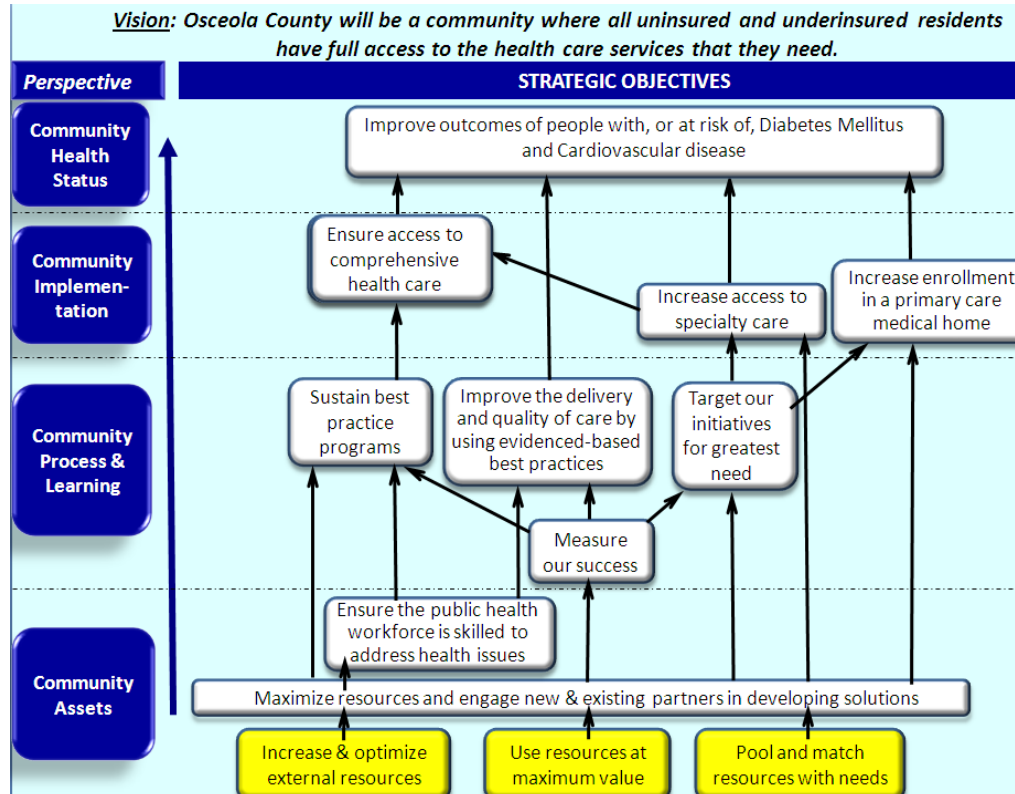 Vision: Osceola County will be a community where all uninsured and underinsured residents
have full access to the health care services that they need.
Perspective
STRATEGIC OBJECTIVES
Community
Health
Status
Improve outcomes of people with, or at risk of, Diabetes Mellitus
and Cardiovascular disease
Community
Implemen-
tation
Ensure access to
comprehensive
health care
Increase access to
specialty care
Increase enrollment
in a primary care
medical home
Community
Process &
Learning
Sustain best
practice
programs
Improve the delivery
and quality of care by
using evidenced-based
best practices
Target our
initiatives
for greatest
need
Measure
our success
Community
Assets
Ensure the public health
workforce is skilled to
address health issues
Maximize resources and engage new & existing partners in developing solutions
Increase & optimize
external resources
Use resources at
maximum value
Pool and match
resources with needs